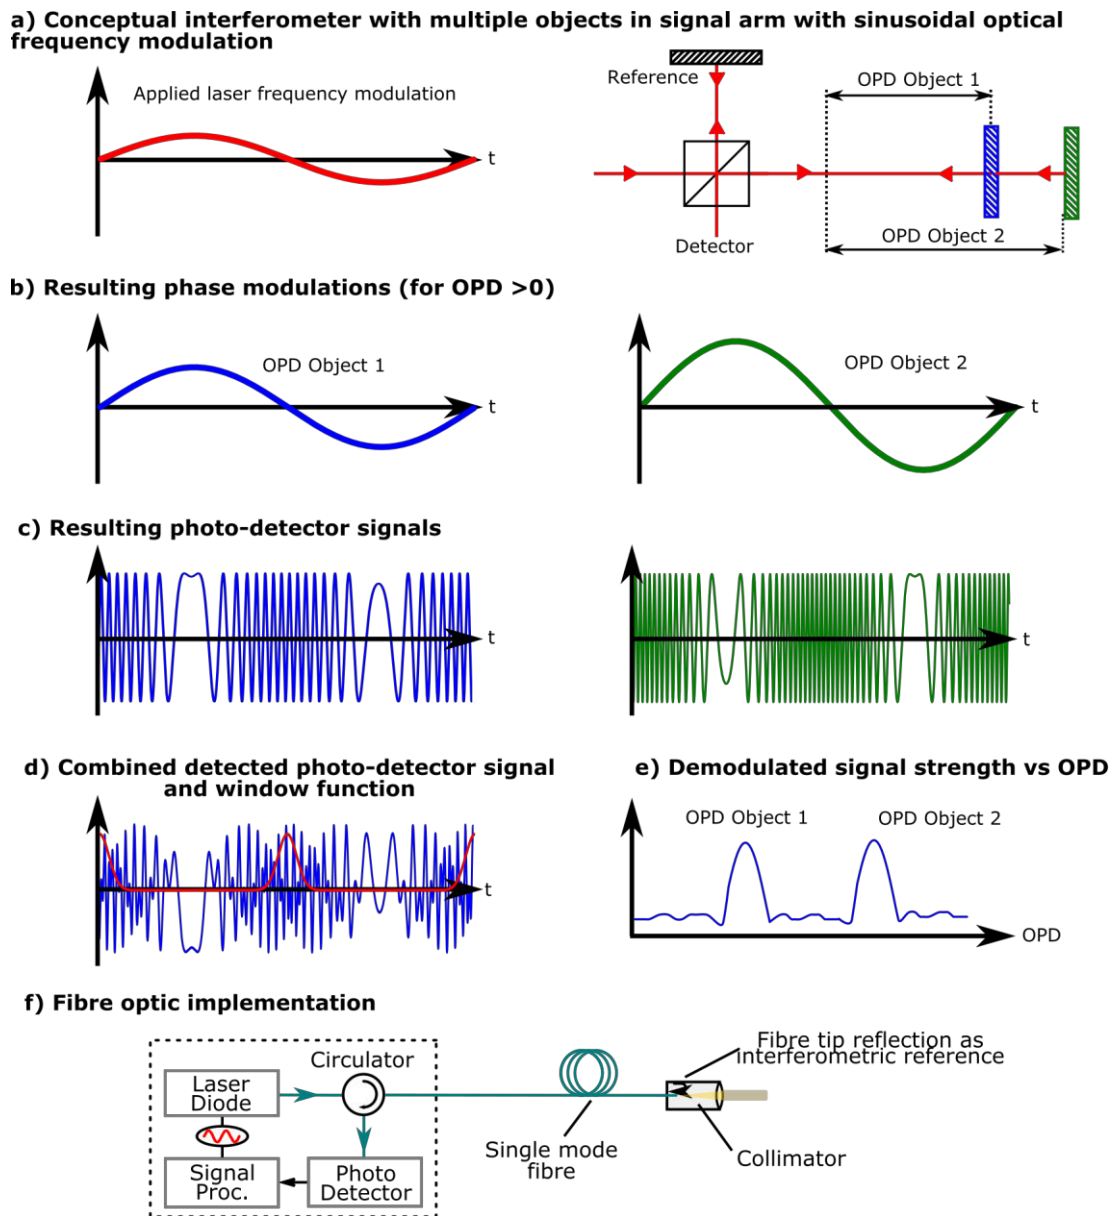 a) Conceptual interferometer with multiple objects in signal arm with sinusoidal optical
frequency modulation
Applied laser frequency modulation
t
Reference
OPD Object 1
Detector
OPD Object 2
b) Resulting phase modulations (for OPD >0)
OPD Object 1
t
OPD Object 2
t
c) Resulting photo-detector signals
t
t
d) Combined detected photo-detector signal
and window function
t
e) Demodulated signal strength vs OPD
OPD Object 1
OPD Object 2
OPD
f) Fibre optic implementation
Circulator
Laser
Diode
Signal
Proc.
Photo
Detector
Single mode
fibre
Fibre tip reflection as
interferometric reference
Collimator